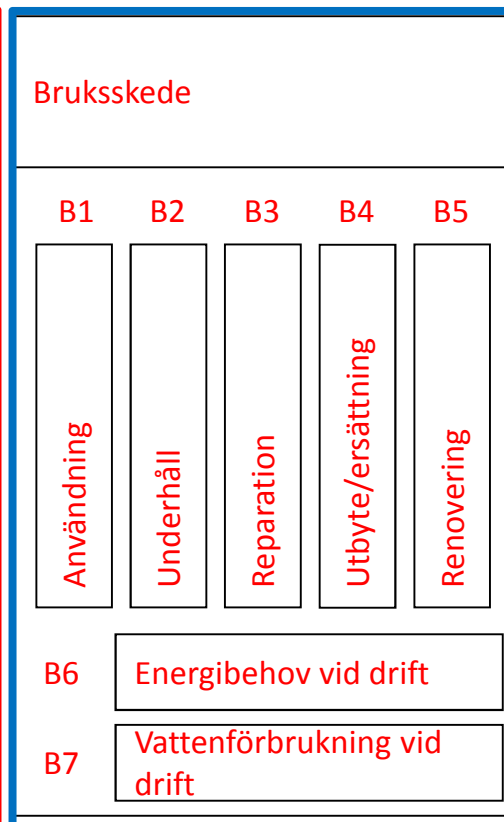 Bruksskede
B1 B2 B3 B4 B5
Användning
Underhåll
Reparation
Utbyte/ersättning
Renovering
B6 Energibehov vid drift
B7 Vattenförbrukning vid
drift